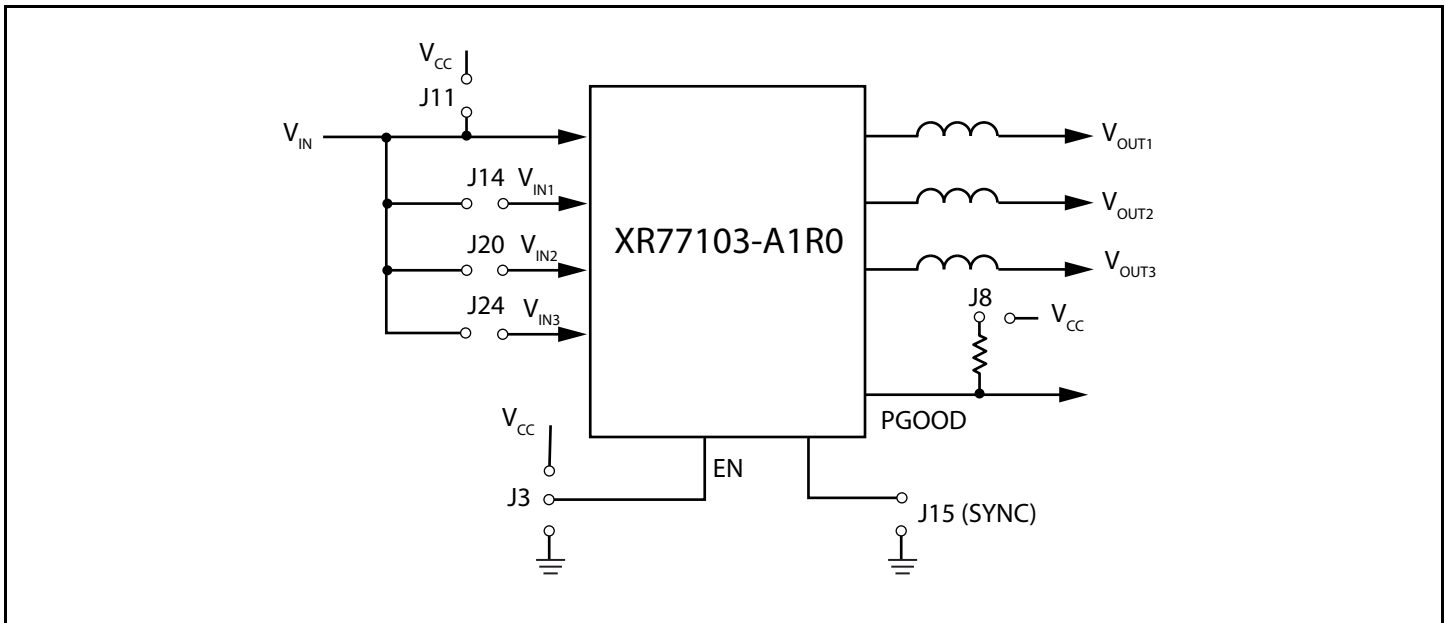 VCC
J11
VIN
VOUT1
J14 VIN1
VOUT2
XR77103-A1R0
J20 VIN2
VOUT3
J24 VIN3
J8
VCC
VCC
PGOOD
EN
J3
J15 (SYNC)